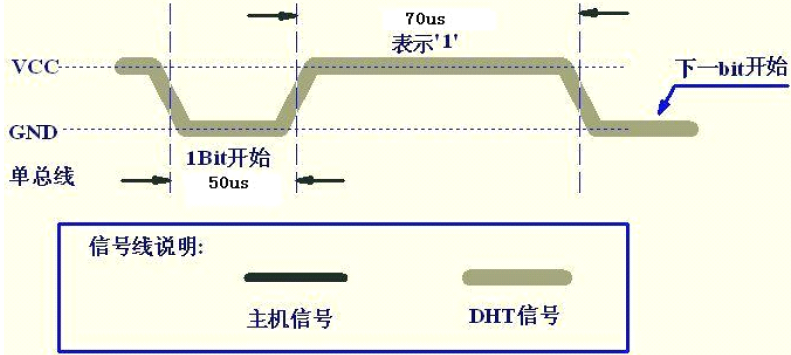 70us
表示'1'
VCC
下一bit开始
GND
1Bit开始
单总线
50us
信号线说明:
主机信号
DHT信号